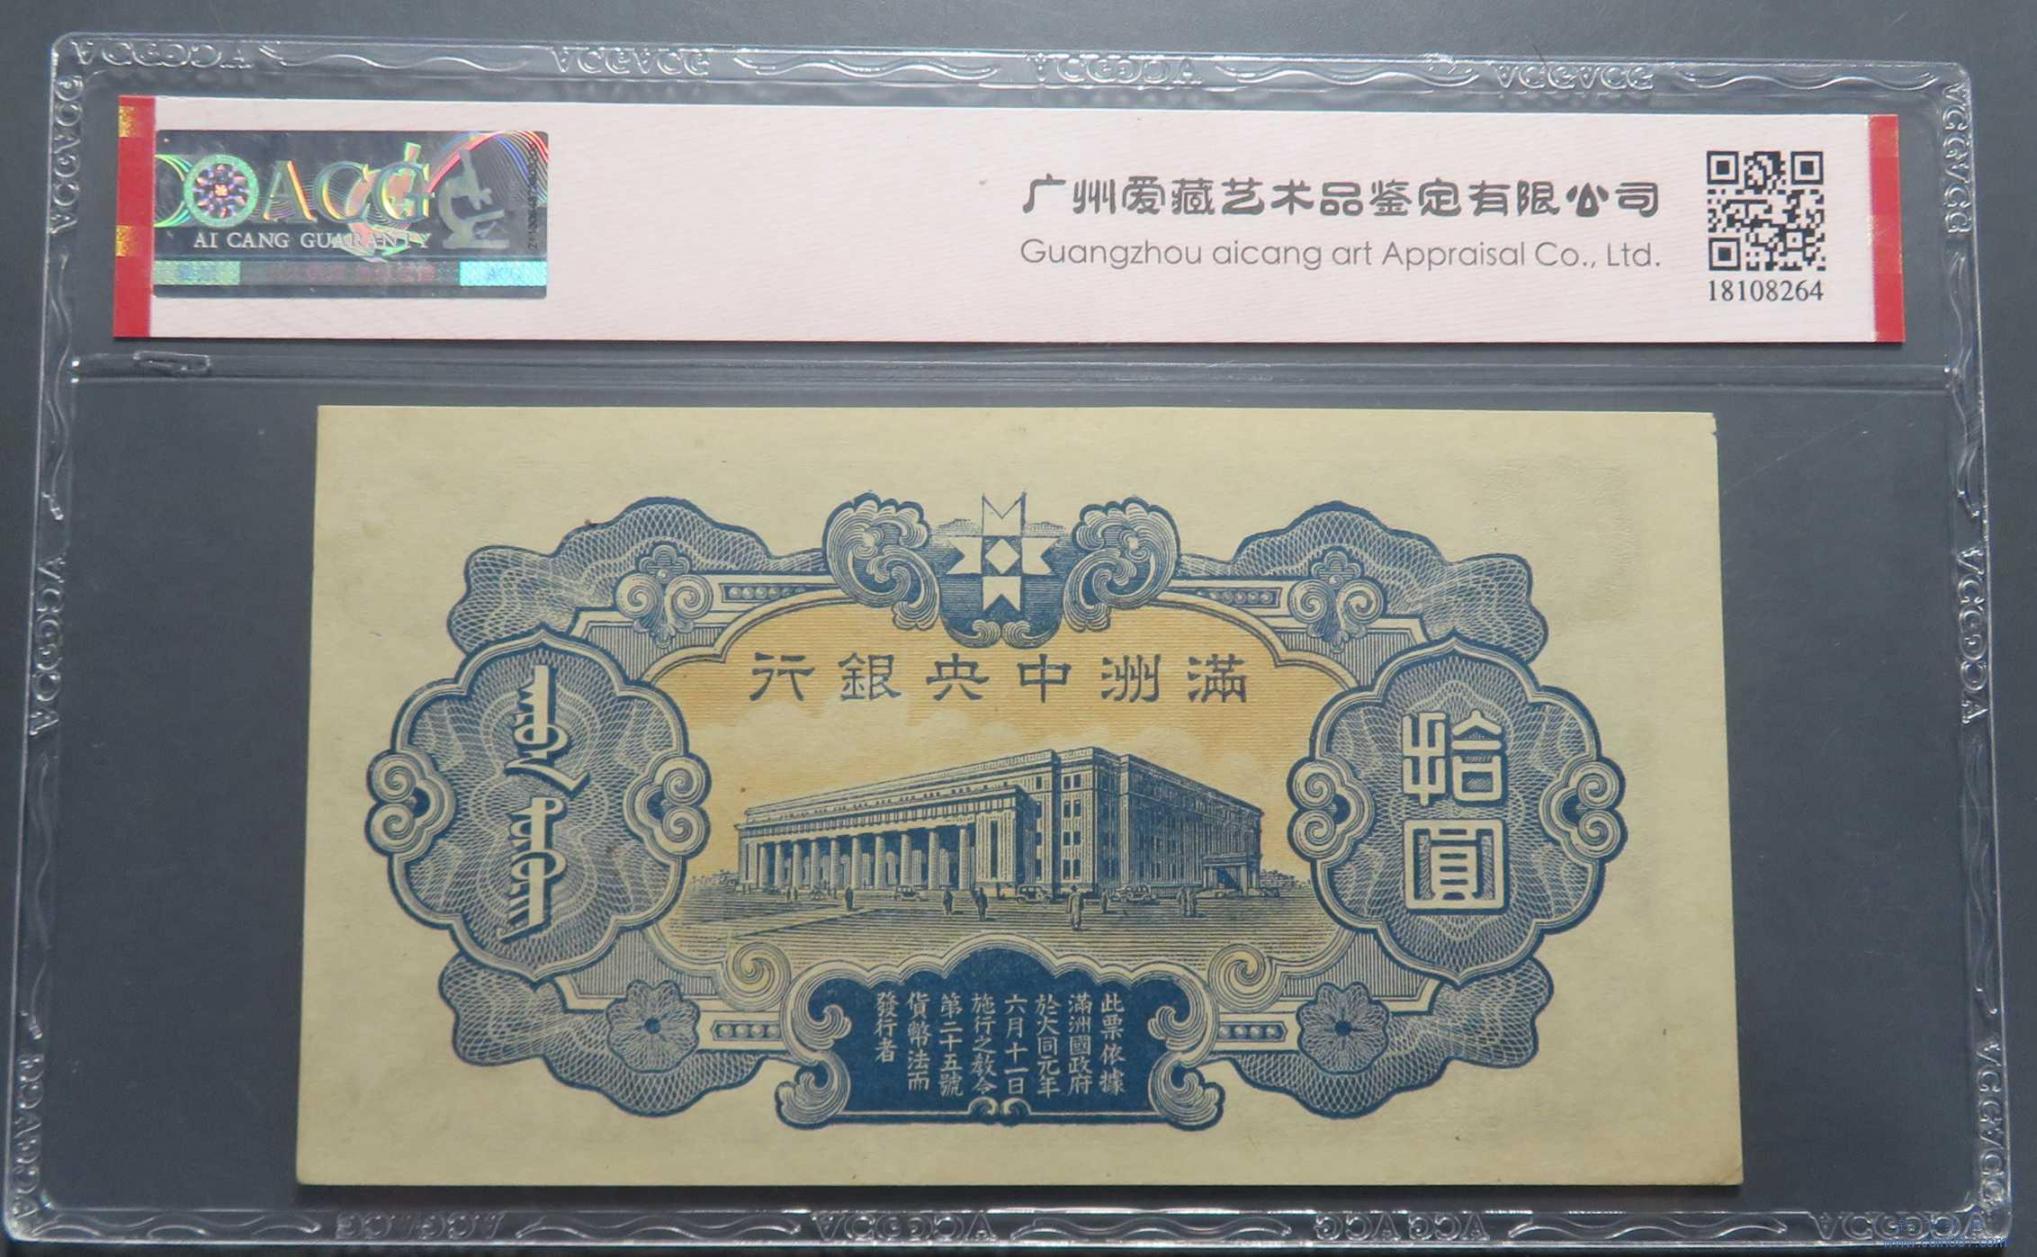 ACG
AI CANG GUARANTY
广州爱藏艺术品鉴定有限公司
Guangzhou aicang art Appraisal Co., Ltd.
18108264
滿洲中央銀行
拾圓
此票依據
滿洲國政府
於大同元年
六月十一日
施行之敎令
第二十五號
貨幣法而
發行者